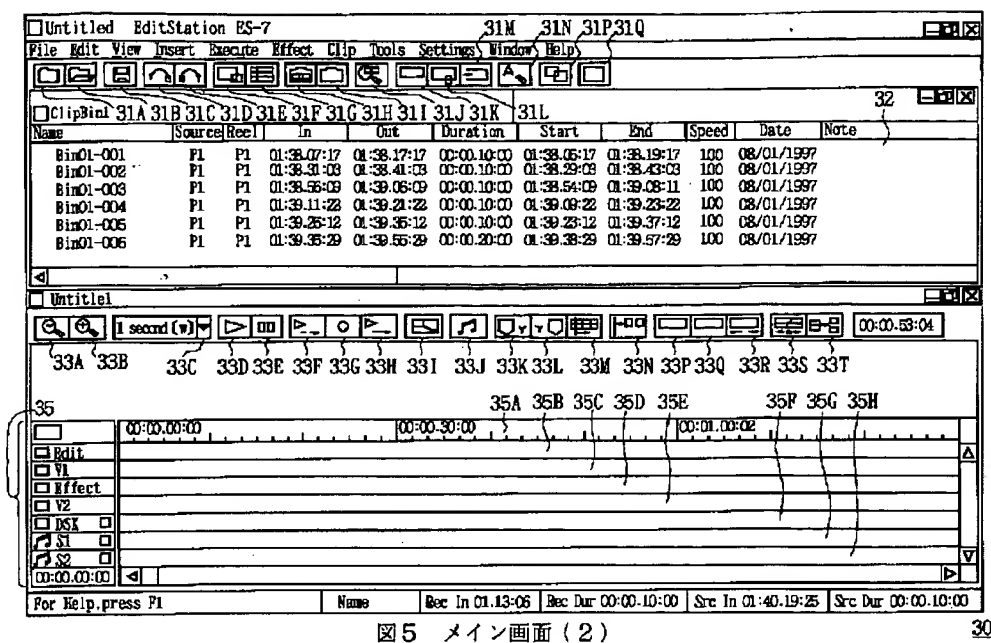 Untitled EditStation ES-7
31M 31N 31P 31Q
File Edit View Insert Execute Effect Clip Tools Settings Window Help
ClipBin1 31A 31B 31C 31D 31E 31F 31G 31H 31I 31J 31K 31L
32
Name Source Reel In Out Duration Start End Speed Date Note
Bin01-001 P1 P1 01:38.07:17 01:38.17:17 00:00.10:00 01:38.05:17 01:38.19:17 100 08/01/1997
Bin01-002 P1 P1 01:38.31:03 01:38.41:03 00:00.10:00 01:38.29:03 01:38.43:03 100 08/01/1997
Bin01-003 P1 P1 01:38.56:09 01:39.06:09 00:00.10:00 01:38.54:09 01:39.08:11 100 08/01/1997
Bin01-004 P1 P1 01:39.11:22 01:39.21:22 00:00.10:00 01:39.09:22 01:39.23:22 100 08/01/1997
Bin01-005 P1 P1 01:39.25:12 01:39.35:12 00:00.10:00 01:39.23:12 01:39.37:12 100 08/01/1997
Bin01-006 P1 P1 01:39.35:29 01:39.55:29 00:00.20:00 01:39.38:29 01:39.57:29 100 08/01/1997
Untitle1
1 second (w) 00:00.53:04
33A 33B 33C 33D 33E 33F 33G 33H 33I 33J 33K 33L 33M 33N 33P 33Q 33R 33S 33T
35 35A 35B 35C 35D 35E 35F 35G 35H
00:00.00:00 00:00.30:00 00:01.00:02
Edit
V1
Effect
V2
DSK
S1
S2
00:00.00:00
For Help,press F1 Name Rec In 01.13:06 Rec Dur 00:00.10:00 Src In 01:40.19:25 Src Dur 00:00.10:00
図5 メイン画面(2)
30